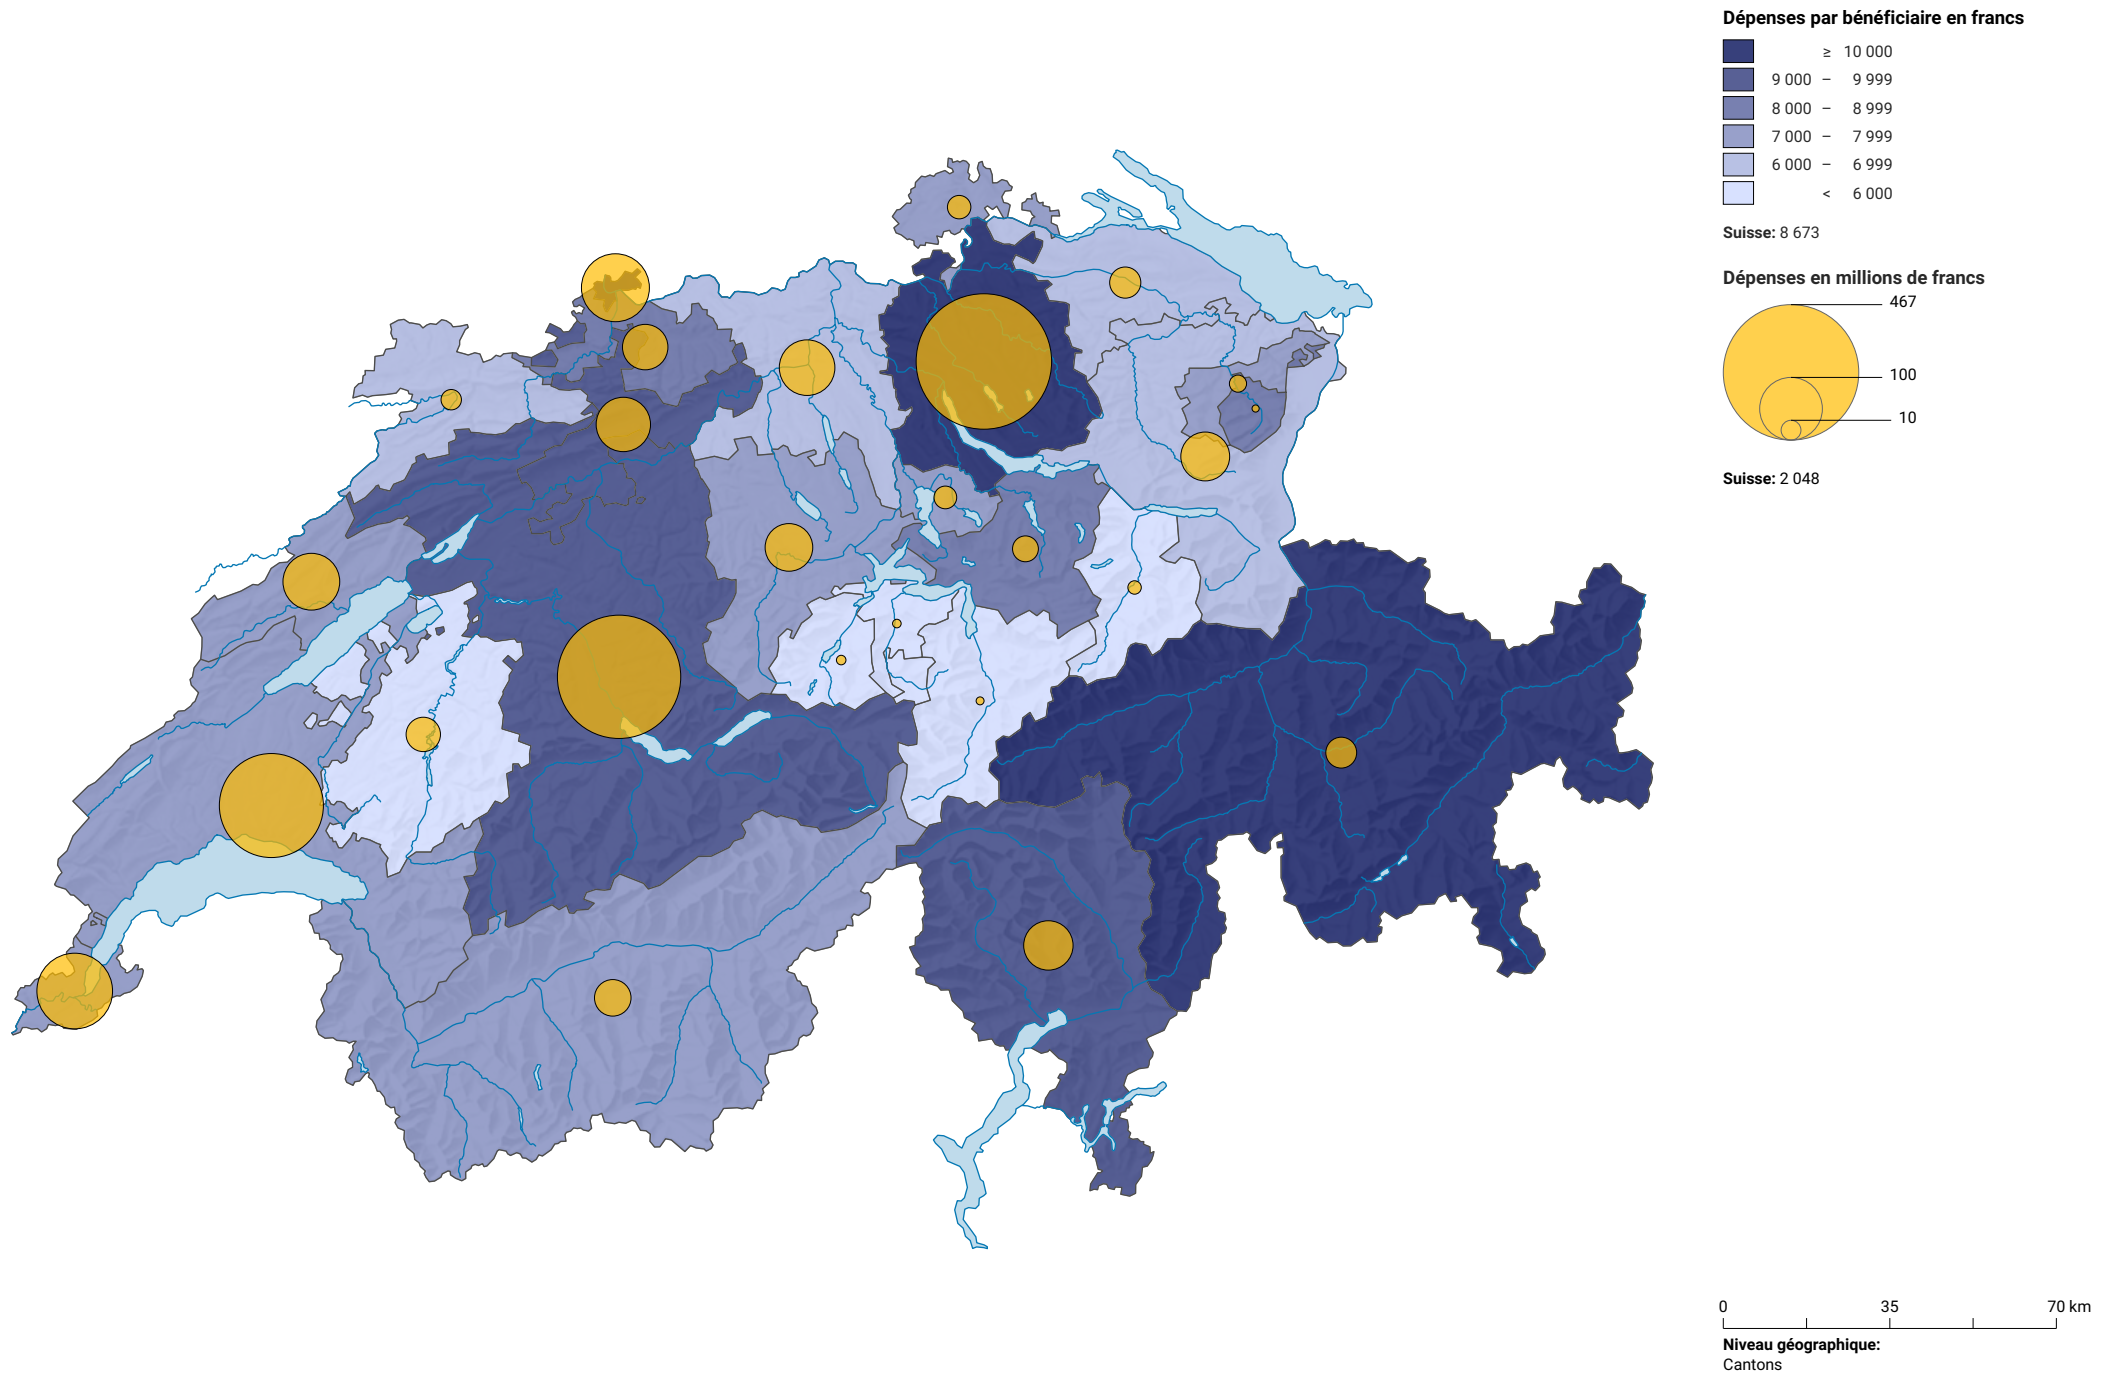 Dépenses par bénéficiaire en francs
≥ 10 000
9 000 – 9 999
8 000 – 8 999
7 000 – 7 999
6 000 – 6 999
< 6 000
Suisse: 8 673
Dépenses en millions de francs
467
100
10
Suisse: 2 048
0 35 70 km
Niveau géographique:
Cantons